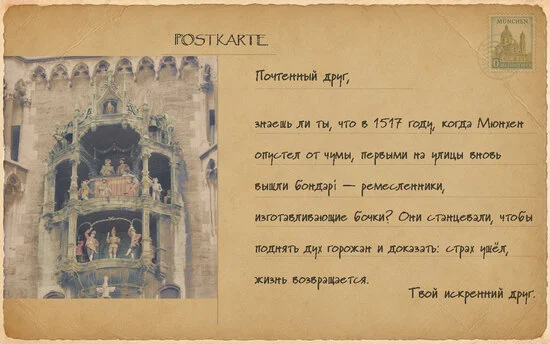 POSTKARTE
MÜNCHEN
Почтенный друг,
знаешь ли ты, что в 1517 году, когда Мюнхен
опустел от чумы, первыми на улицы вновь
вышли бондари — ремесленники,
изготавливающие бочки? Они станцевали, чтобы
поднять дух горожан и доказать: страх ушёл,
жизнь возвращается.
Твой искренний друг.